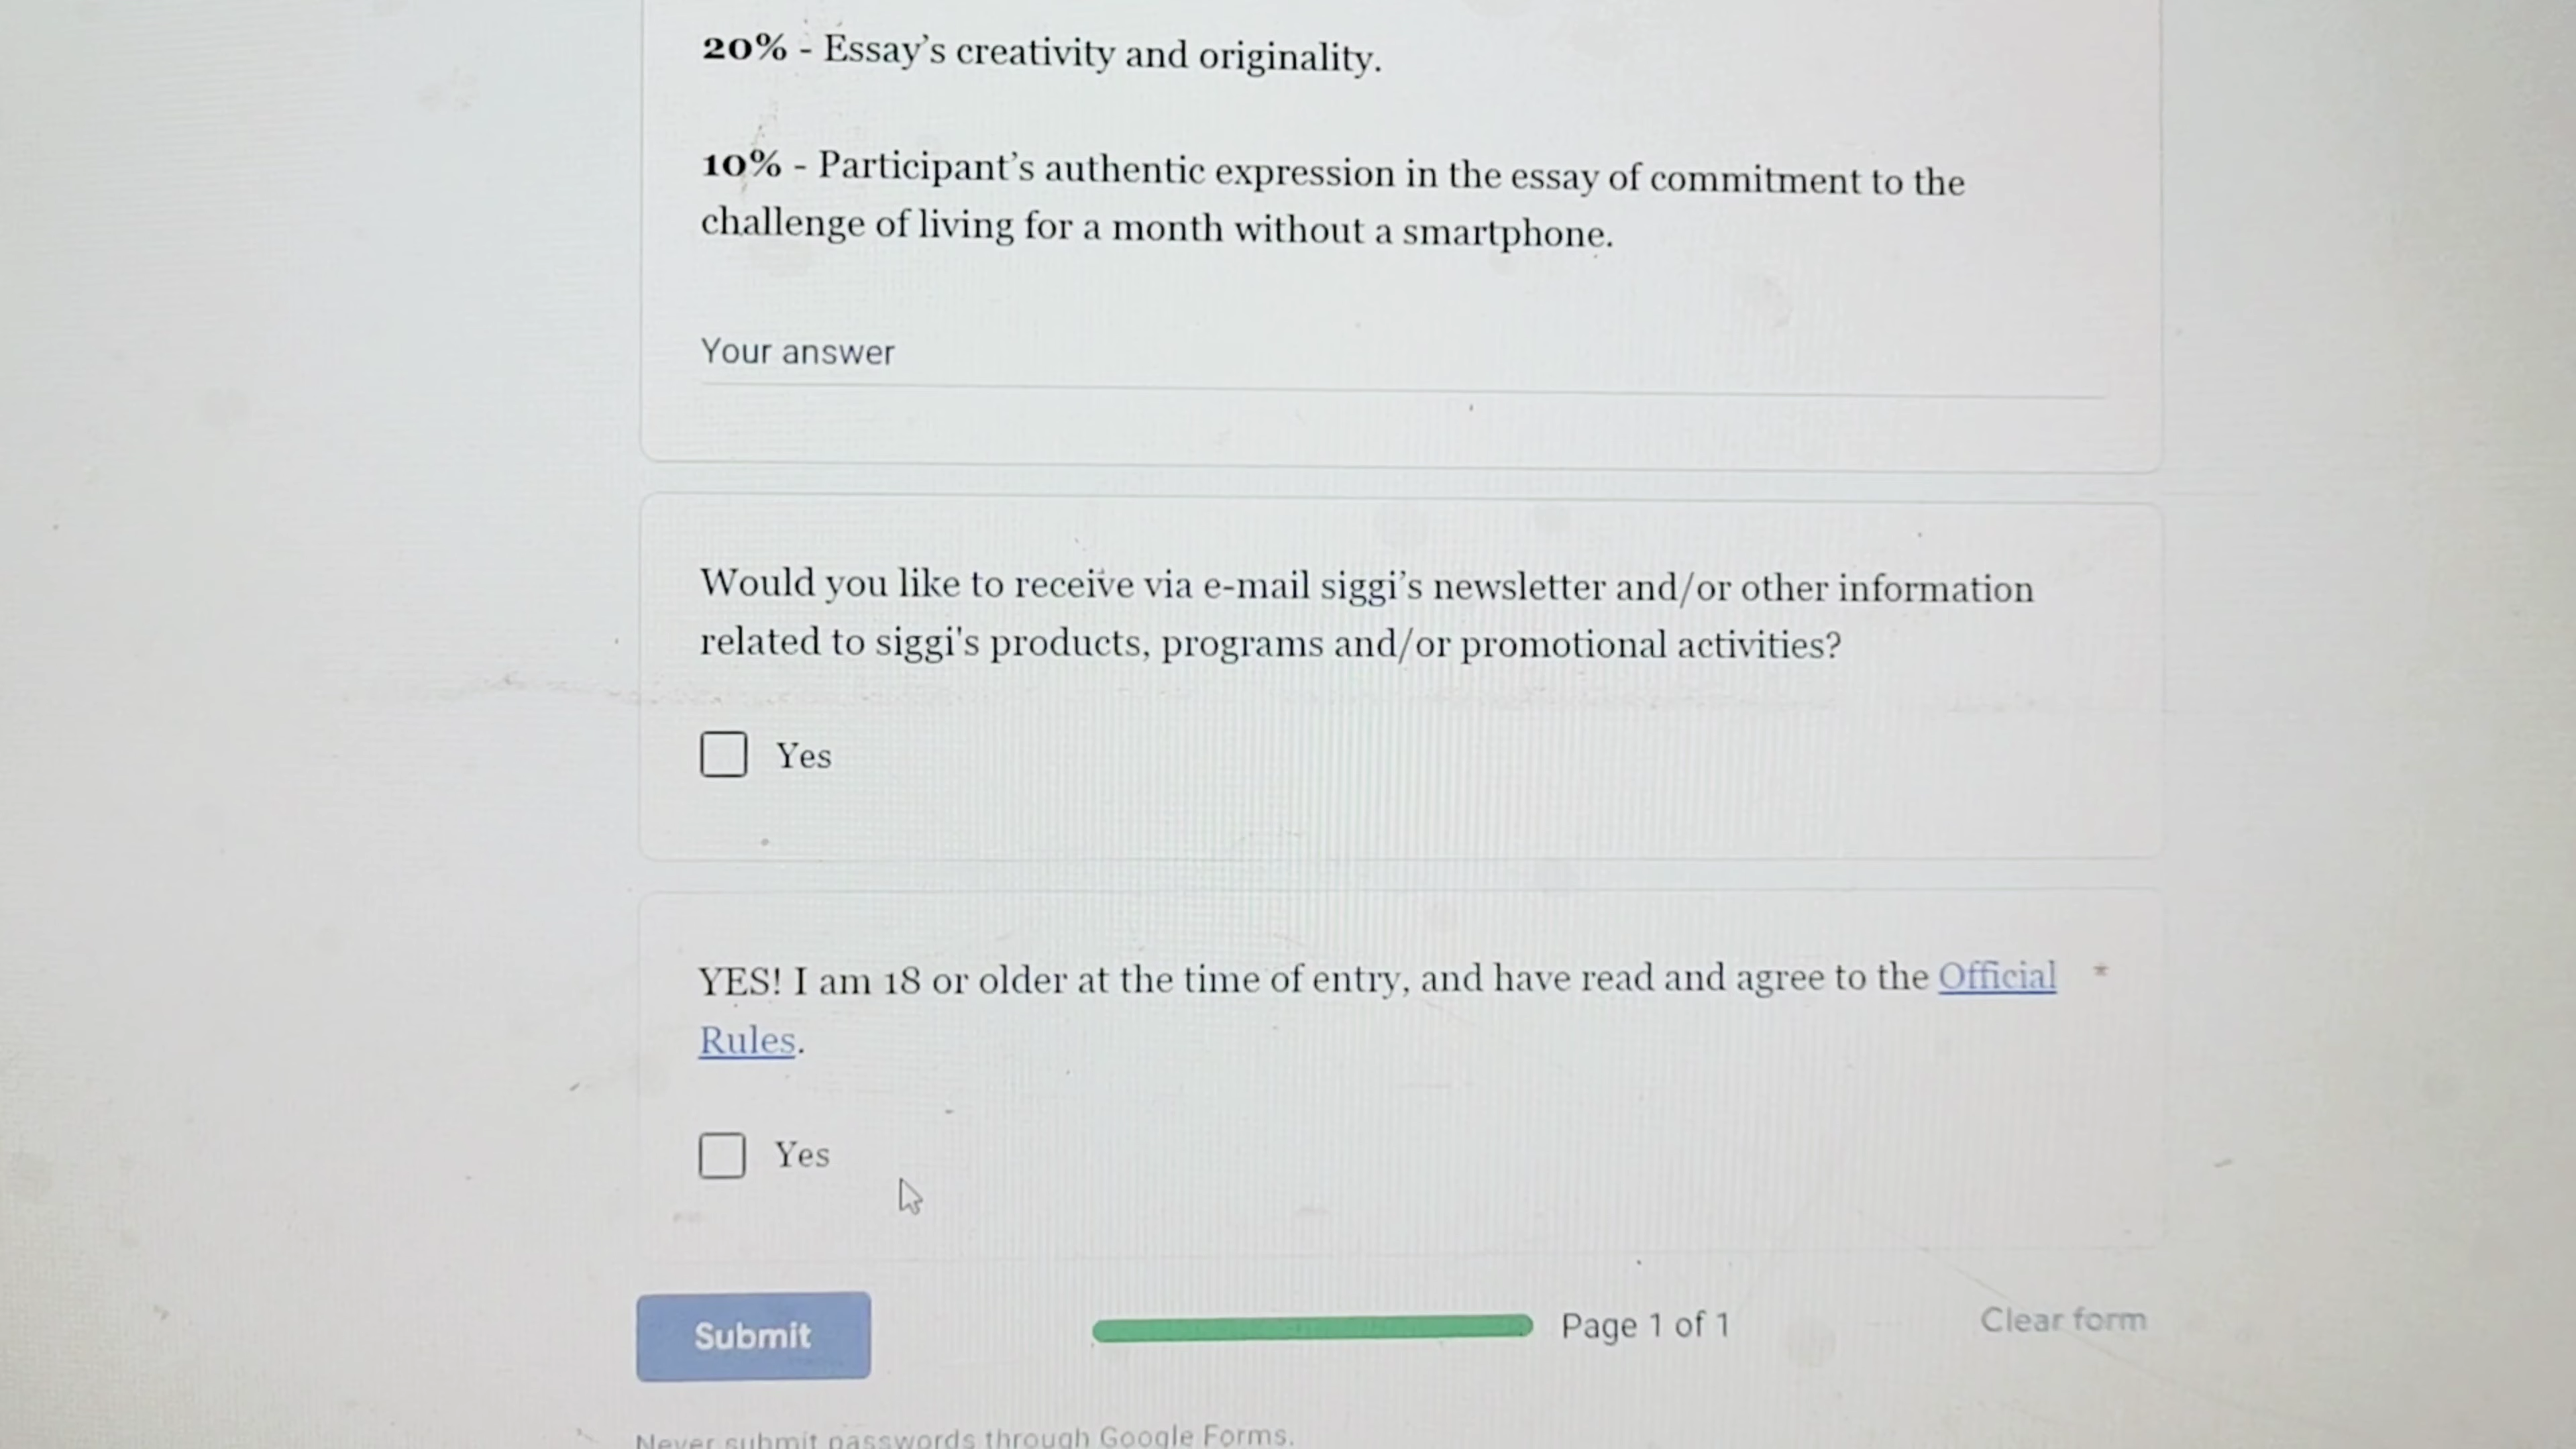 20% - Essay’s creativity and originality.
10% - Participant’s authentic expression in the essay of commitment to the
challenge of living for a month without a smartphone.
Your answer
Would you like to receive via e-mail siggi’s newsletter and/or other information
related to siggi's products, programs and/or promotional activities?
Yes
YES! I am 18 or older at the time of entry, and have read and agree to the Official *
Rules.
Yes
Submit
Page 1 of 1
Clear form
Never submit passwords through Google Forms.